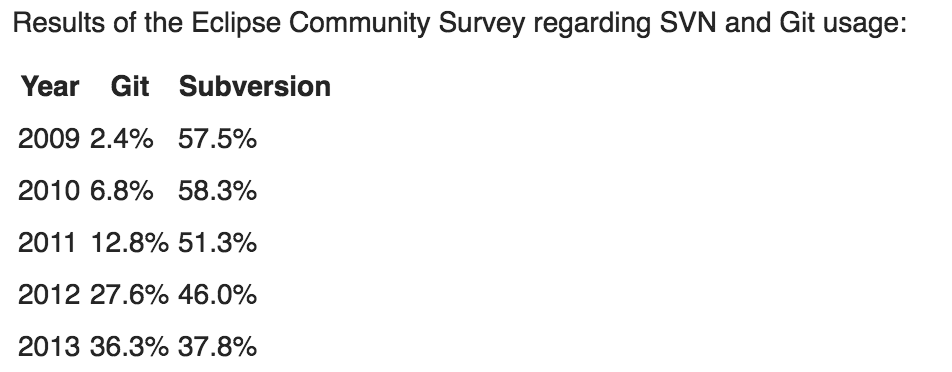 Results of the Eclipse Community Survey regarding SVN and Git usage:
Year Git Subversion
2009 2.4% 57.5%
2010 6.8% 58.3%
2011 12.8% 51.3%
2012 27.6% 46.0%
2013 36.3% 37.8%